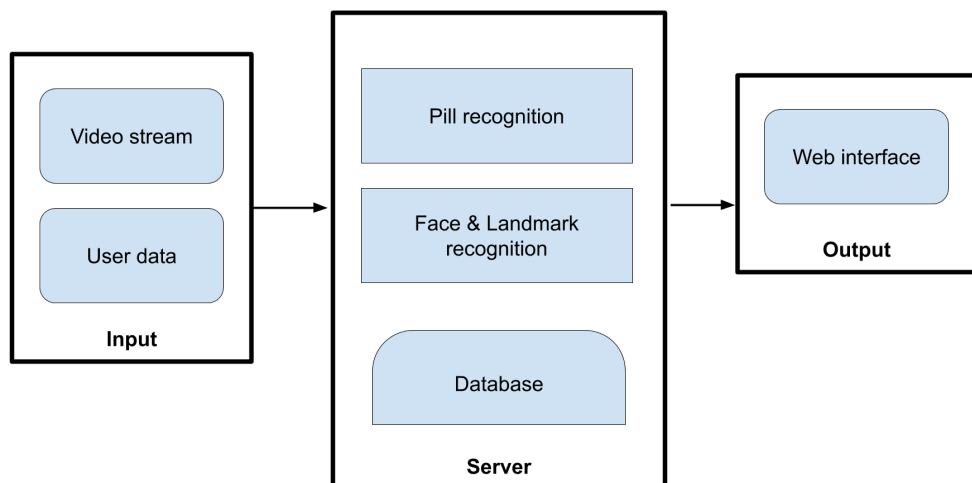 Video stream
User data
Input
Pill recognition
Face & Landmark
recognition
Database
Server
Web interface
Output